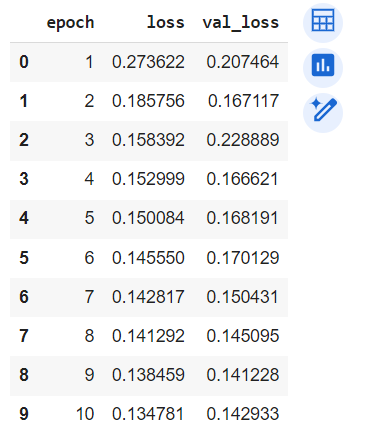 epoch loss val_loss
0 1 0.273622 0.207464
1 2 0.185756 0.167117
2 3 0.158392 0.228889
3 4 0.152999 0.166621
4 5 0.150084 0.168191
5 6 0.145550 0.170129
6 7 0.142817 0.150431
7 8 0.141292 0.145095
8 9 0.138459 0.141228
9 10 0.134781 0.142933